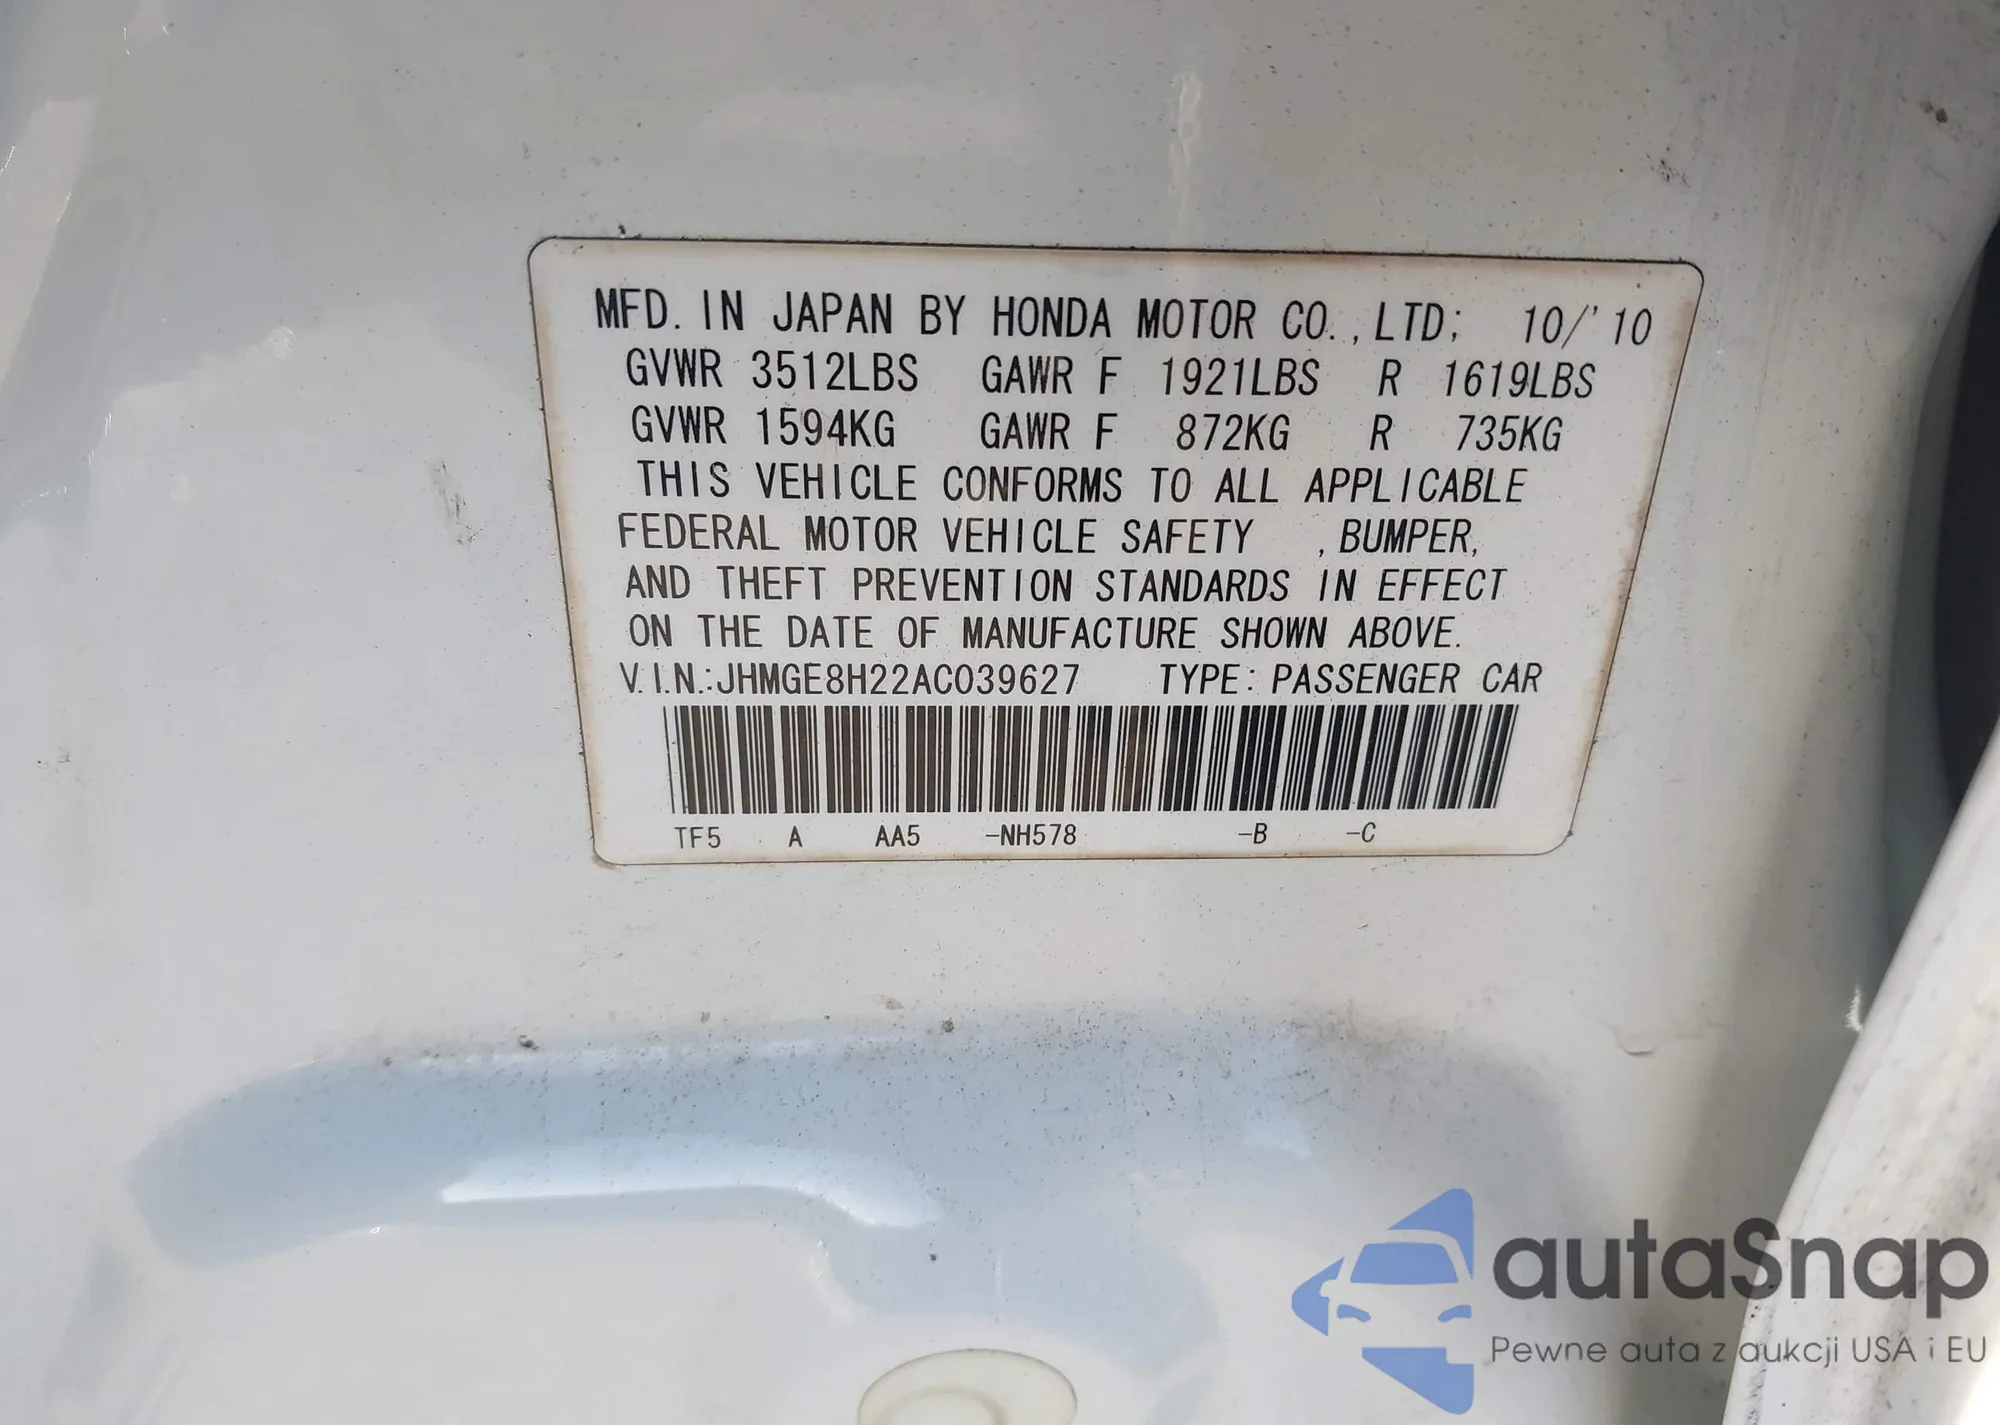 MFD. IN JAPAN BY HONDA MOTOR CO.,LTD; 10/'10
GVWR 3512LBS GAWR F 1921LBS R 1619LBS
GVWR 1594KG GAWR F 872KG R 735KG
THIS VEHICLE CONFORMS TO ALL APPLICABLE
FEDERAL MOTOR VEHICLE SAFETY , BUMPER,
AND THEFT PREVENTION STANDARDS IN EFFECT
ON THE DATE OF MANUFACTURE SHOWN ABOVE.
V.I.N.:JHMGE8H22AC039627 TYPE: PASSENGER CAR
TF5 A AA5 -NH578 -B -C
autaSnap
Pewne auta z aukcji USA i EU